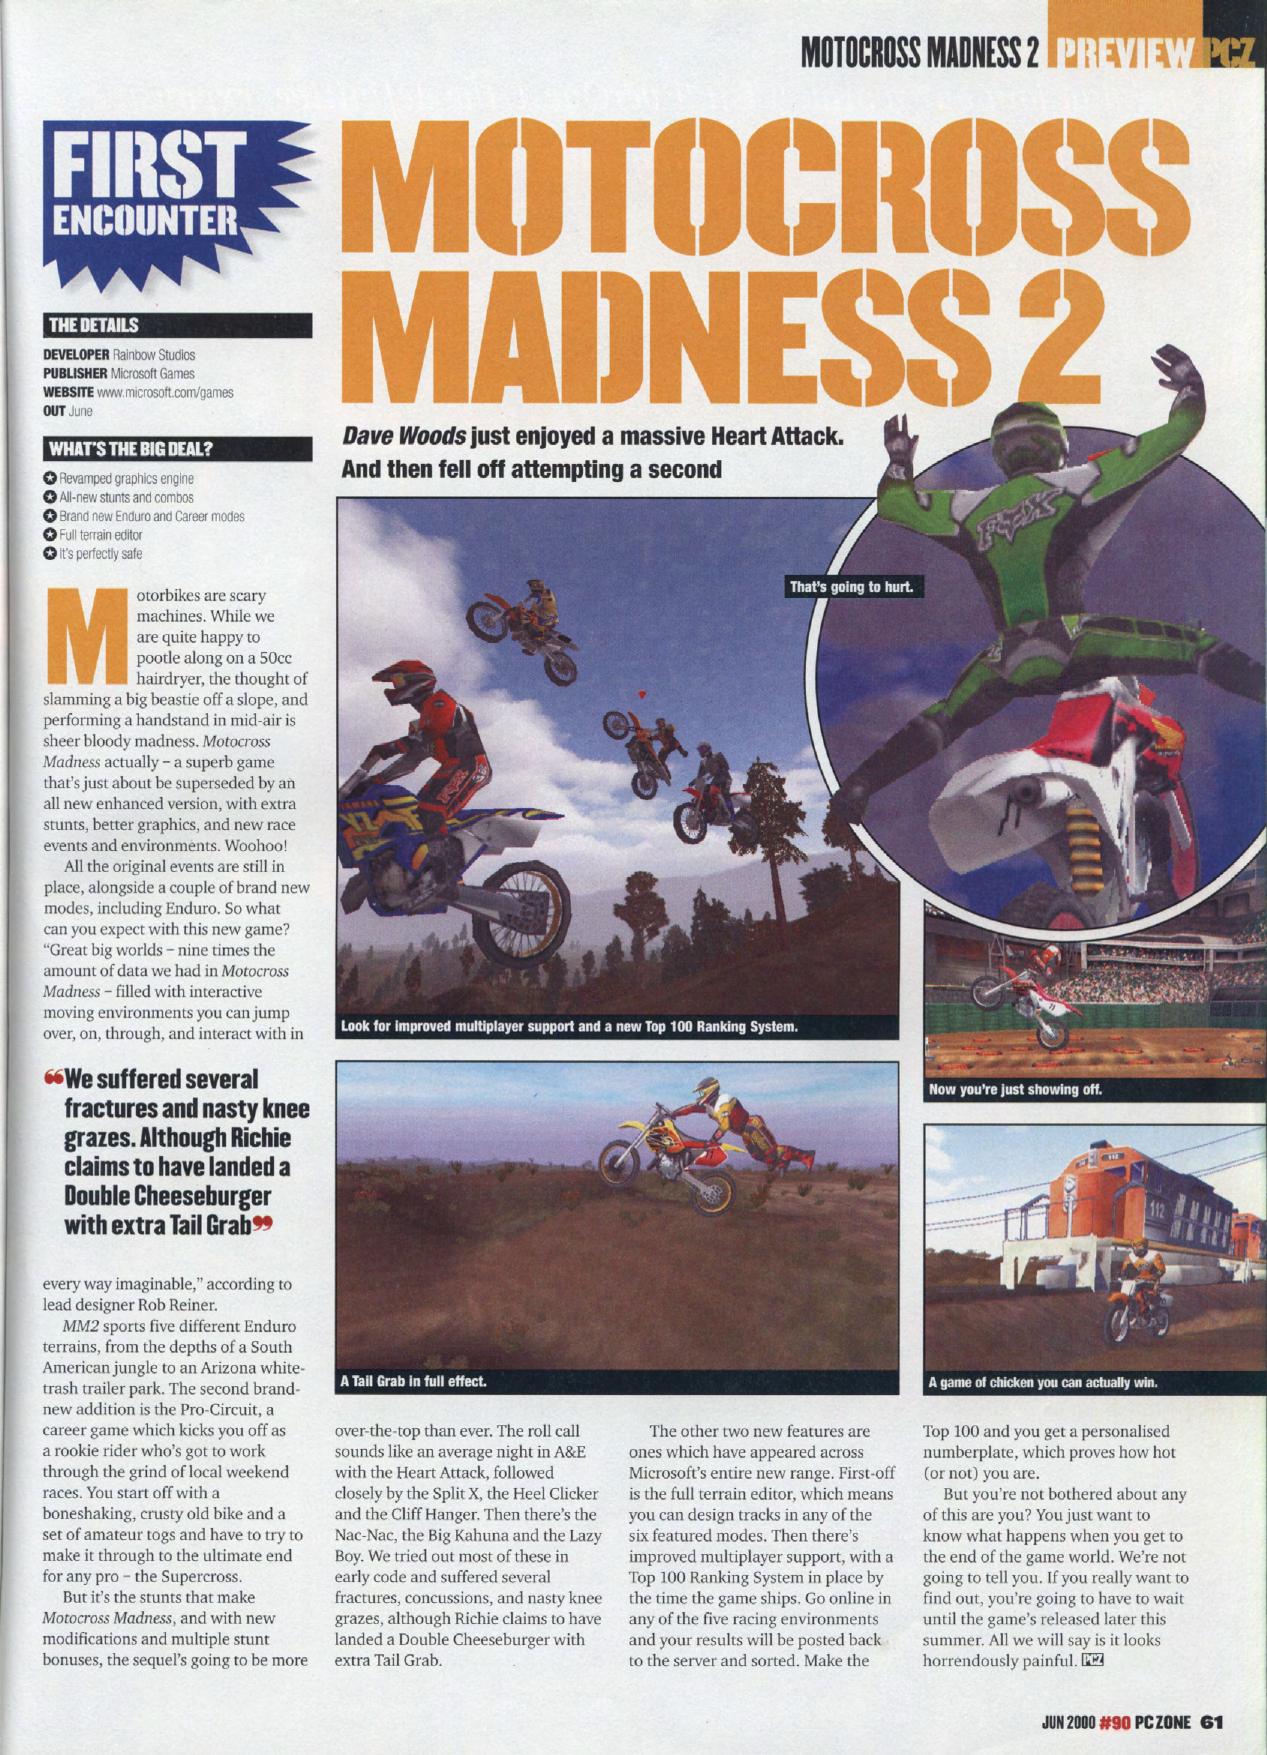 MOTOCROSS MADNESS 2 PREVIEW PCZ
FIRST
ENCOUNTER
MOTOCROSS
MADNESS 2
THE DETAILS
DEVELOPER Rainbow Studios
PUBLISHER Microsoft Games
WEBSITE www.microsoft.com/games
OUT June
WHAT'S THE BIG DEAL?
Revamped graphics engine
All-new stunts and combos
Brand new Enduro and Career modes
Full terrain editor
It's perfectly safe
Dave Woods just enjoyed a massive Heart Attack.
And then fell off attempting a second
That's going to hurt.
FOX
Look for improved multiplayer support and a new Top 100 Ranking System.
Now you're just showing off.
A Tail Grab in full effect.
112
112
A game of chicken you can actually win.
Motorbikes are scary
machines. While we
are quite happy to
pootle along on a 50cc
hairdryer, the thought of
slamming a big beastie off a slope, and
performing a handstand in mid-air is
sheer bloody madness. Motocross
Madness actually – a superb game
that's just about be superseded by an
all new enhanced version, with extra
stunts, better graphics, and new race
events and environments. Woohoo!
All the original events are still in
place, alongside a couple of brand new
modes, including Enduro. So what
can you expect with this new game?
“Great big worlds – nine times the
amount of data we had in Motocross
Madness – filled with interactive
moving environments you can jump
over, on, through, and interact with in
“We suffered several
fractures and nasty knee
grazes. Although Richie
claims to have landed a
Double Cheeseburger
with extra Tail Grab”
every way imaginable,” according to
lead designer Rob Reiner.
MM2 sports five different Enduro
terrains, from the depths of a South
American jungle to an Arizona white-
trash trailer park. The second brand-
new addition is the Pro-Circuit, a
career game which kicks you off as
a rookie rider who's got to work
through the grind of local weekend
races. You start off with a
boneshaking, crusty old bike and a
set of amateur togs and have to try to
make it through to the ultimate end
for any pro – the Supercross.
But it's the stunts that make
Motocross Madness, and with new
modifications and multiple stunt
bonuses, the sequel's going to be more
over-the-top than ever. The roll call
sounds like an average night in A&E
with the Heart Attack, followed
closely by the Split X, the Heel Clicker
and the Cliff Hanger. Then there's the
Nac-Nac, the Big Kahuna and the Lazy
Boy. We tried out most of these in
early code and suffered several
fractures, concussions, and nasty knee
grazes, although Richie claims to have
landed a Double Cheeseburger with
extra Tail Grab.
The other two new features are
ones which have appeared across
Microsoft's entire new range. First-off
is the full terrain editor, which means
you can design tracks in any of the
six featured modes. Then there's
improved multiplayer support, with a
Top 100 Ranking System in place by
the time the game ships. Go online in
any of the five racing environments
and your results will be posted back
to the server and sorted. Make the
Top 100 and you get a personalised
numberplate, which proves how hot
(or not) you are.
But you're not bothered about any
of this are you? You just want to
know what happens when you get to
the end of the game world. We're not
going to tell you. If you really want to
find out, you're going to have to wait
until the game's released later this
summer. All we will say is it looks
horrendously painful. PCZ
JUN 2000 #90 PC ZONE 61